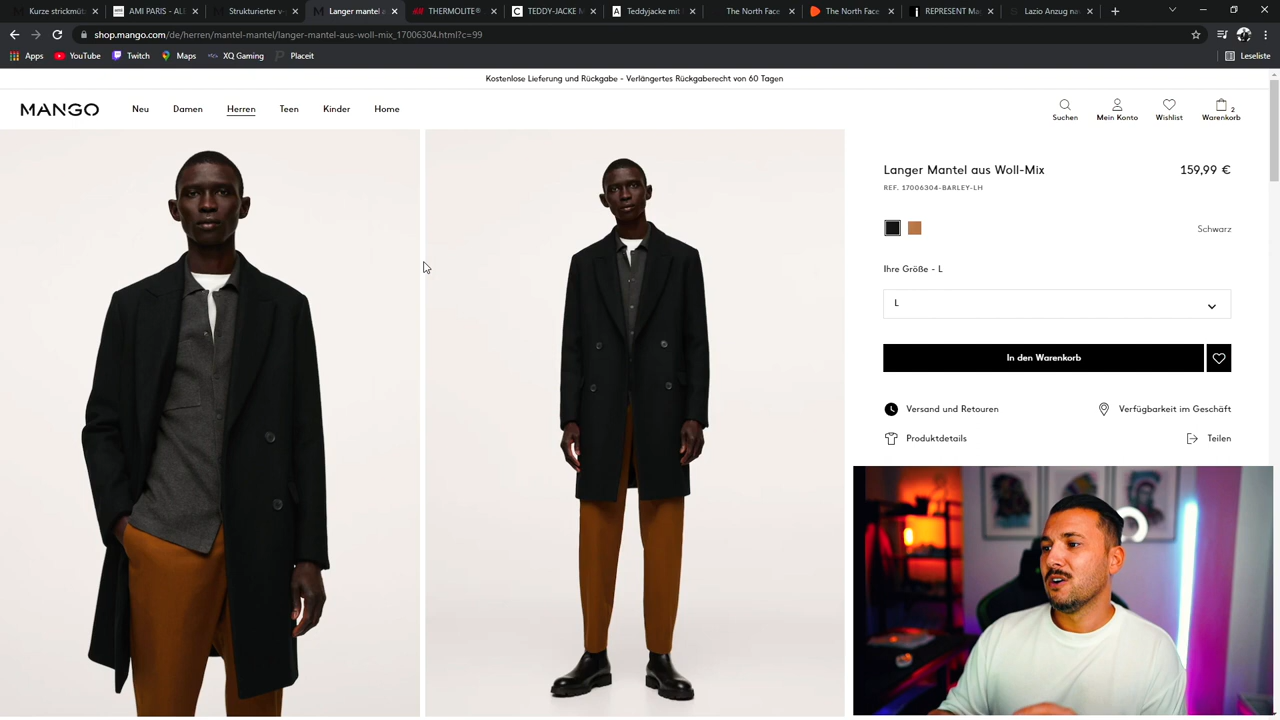 Kurze strickmüt
AMI PARIS - ALL
Strukturierter v
Langer mantel a
THERMOLITE®
TEDDYJACKE M
Teddyjacke mit
The North Face
The North Face
REPRESENT Ma
Lazio Anzug na
shop.mango.com/de/herren/mantel-mantel/langer-mantel-aus-woll-mix_17006304.html?c=99
Apps
YouTube
Twitch
Maps
XQ Gaming
Placeit
Leseliste
Kostenlose Lieferung und Rückgabe - Verlängertes Rückgaberecht von 60 Tagen
MANGO
Neu
Damen
Herren
Teen
Kinder
Home
Suchen
Mein Konto
Wishlist
2
Warenkorb
Langer Mantel aus Woll-Mix
159,99 €
REF. 17006304-BARLEY-LH
Schwarz
Ihre Größe - L
L
In den Warenkorb
Versand und Retouren
Verfügbarkeit im Geschäft
Produktdetails
Teilen